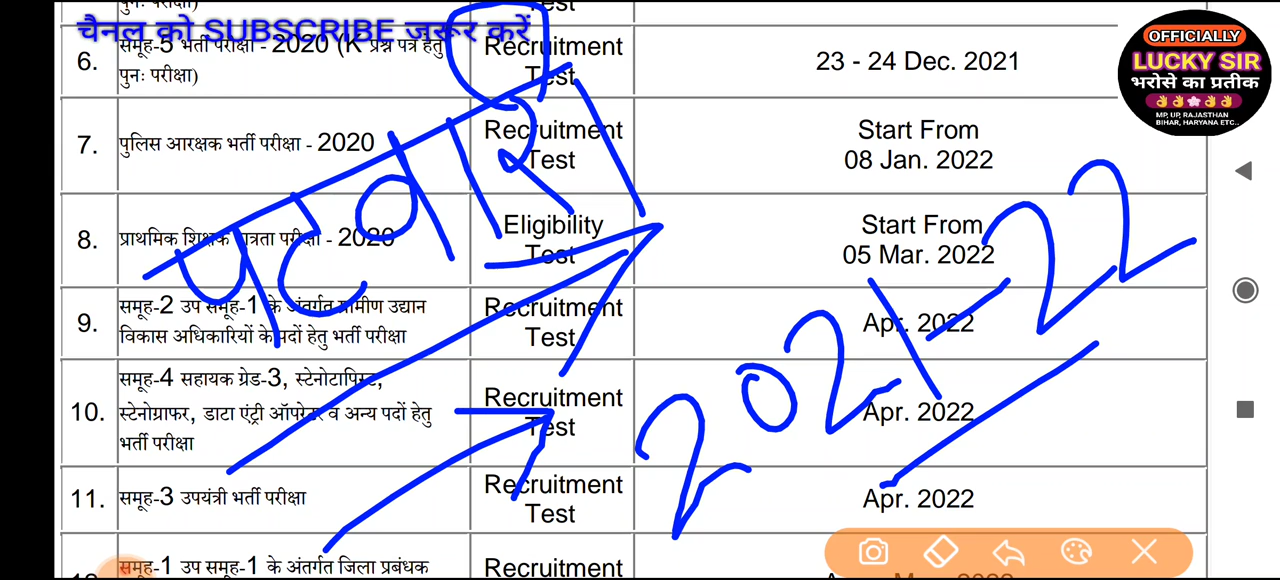 चैनल को SUBSCRIBE जरूर करें
Test
पुनः परीक्षा)
6.
समूह-5 भर्ती परीक्षा - 2020 (K प्रश्न पत्र हेतु
पुनः परीक्षा)
Recruitment
Test
23 - 24 Dec. 2021
7.
पुलिस आरक्षक भर्ती परीक्षा - 2020
Recruitment
Test
Start From
08 Jan. 2022
8.
प्राथमिक शिक्षक पात्रता परीक्षा - 2020
Eligibility
Test
Start From
05 Mar. 2022
9.
समूह-2 उप समूह-1 के अंतर्गत ग्रामीण उद्यान
विकास अधिकारियों के पदों हेतु भर्ती परीक्षा
Recruitment
Test
Apr. 2022
10.
समूह-4 सहायक ग्रेड-3, स्टेनोटायपिस्ट,
स्टेनोग्राफर, डाटा एंट्री ऑपरेटर व अन्य पदों हेतु
भर्ती परीक्षा
Recruitment
Test
Apr. 2022
11.
समूह-3 उपयंत्री भर्ती परीक्षा
Recruitment
Test
Apr. 2022
समूह-1 उप समूह-1 के अंतर्गत जिला प्रबंधक
Recruitment
पटवारी
2021-22
OFFICIALLY
LUCKY SIR
भरोसे का प्रतीक
MP, UP, RAJASTHAN
BIHAR, HARYANA ETC..